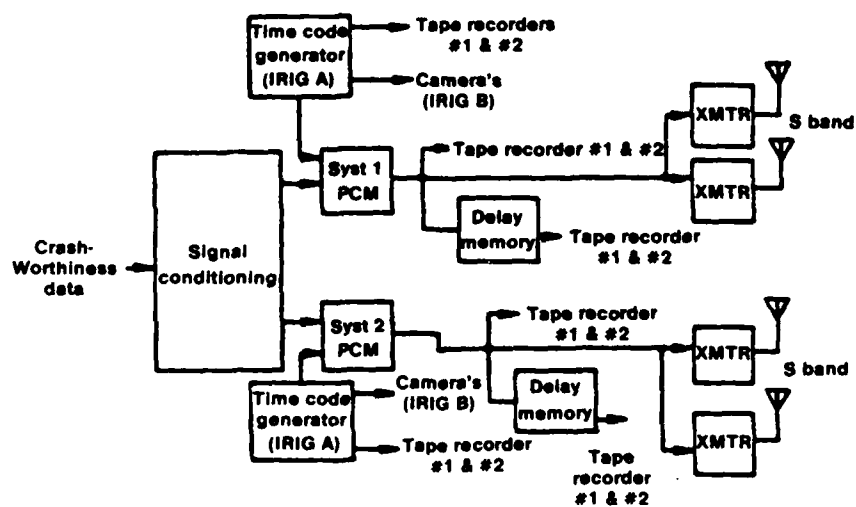 Time code
generator
(IRIG A)
Tape recorders
#1 & #2
Camera's
(IRIG B)
XMTR
S band
XMTR
Syst 1
PCM
Tape recorder #1 & #2
Delay
memory
Tape recorder
#1 & #2
Crash-
Worthiness
data
Signal
conditioning
Syst 2
PCM
Tape recorder
#1 & #2
XMTR
S band
XMTR
Delay
memory
Tape
recorder
#1 & #2
Time code
generator
(IRIG A)
Camera's
(IRIG B)
Tape recorder
#1 & #2